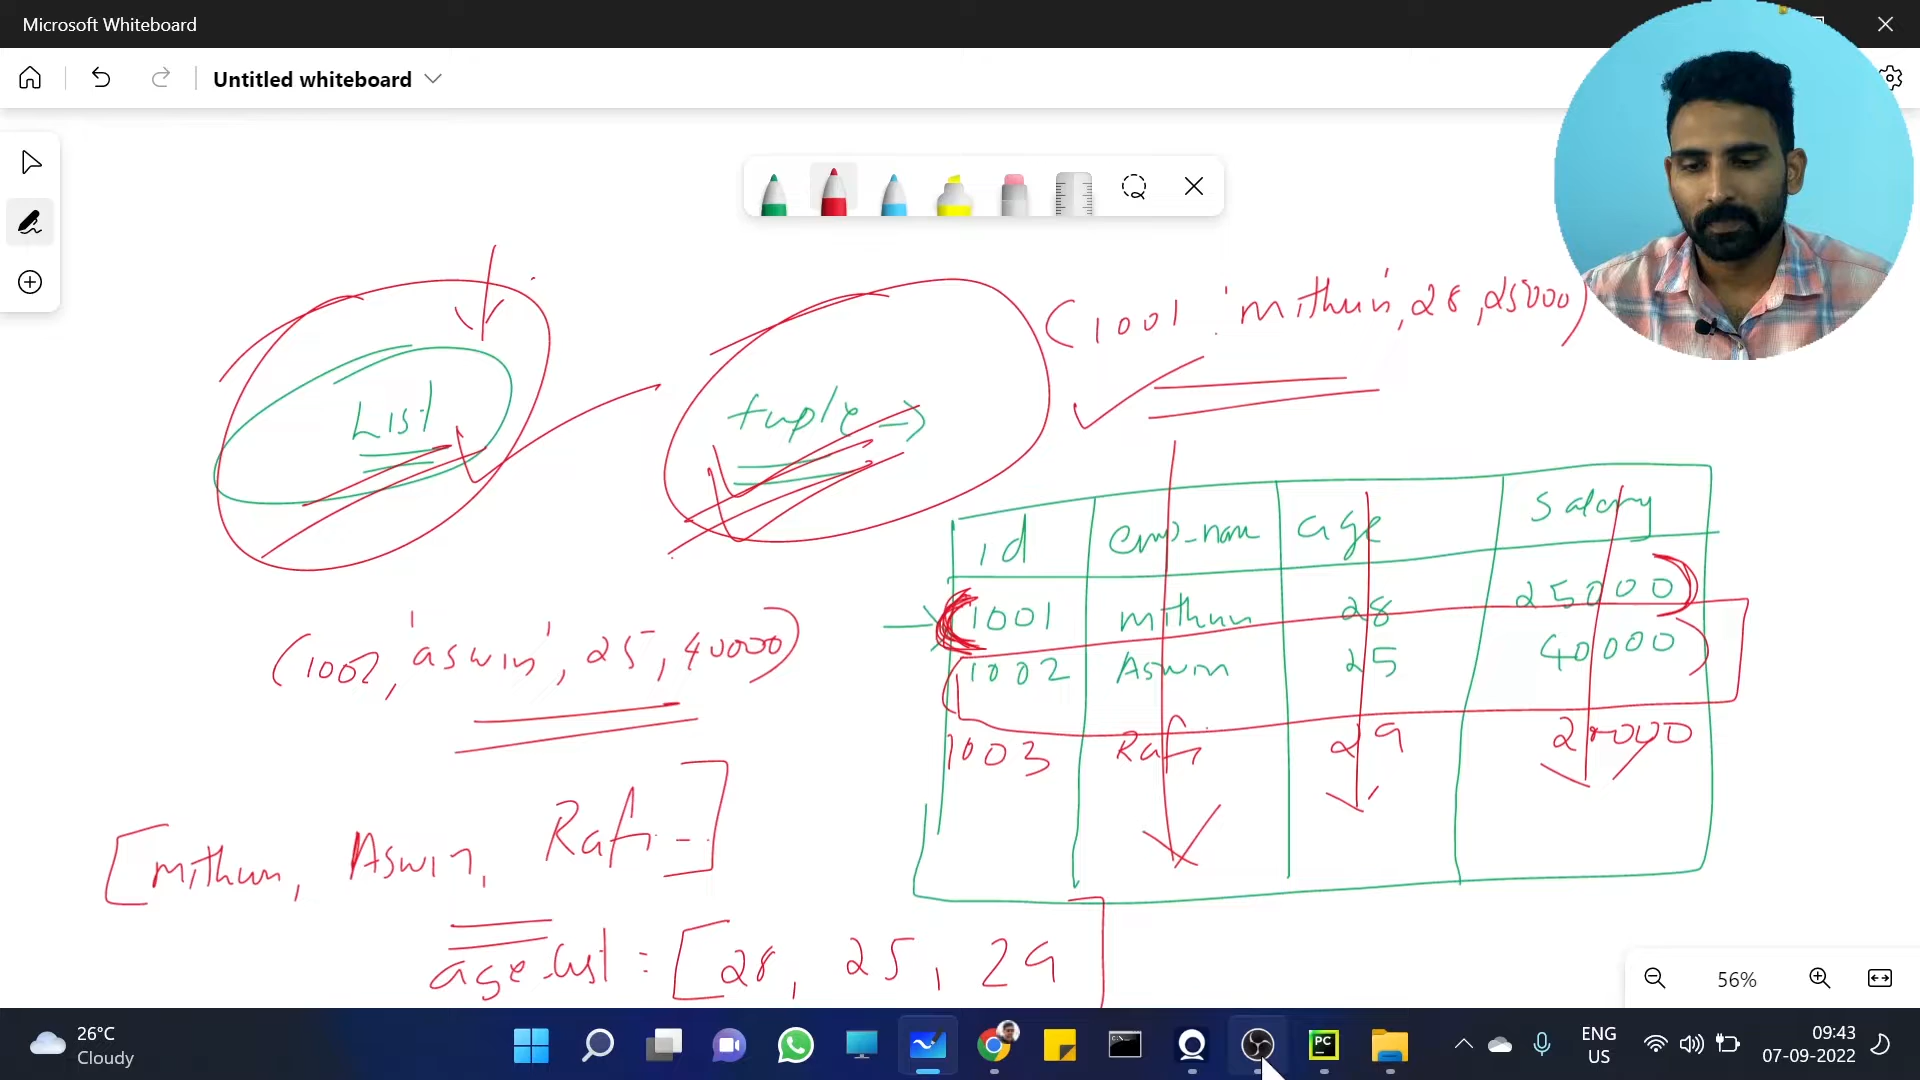 Microsoft Whiteboard
Untitled whiteboard
(1001 'mithun', 28, 25000)
List
tuple →
id emp_nam age Salary
1001 mithun 28 25000
(1002, 'aswin', 25, 40000)
1002 Aswin 25 40000
1003 Rafi 29
[mithun, Aswin, Rafi --]
age_list = [28, 25, 29]
56%
26°C
Cloudy
PC
ENG
US
09:43
07-09-2022